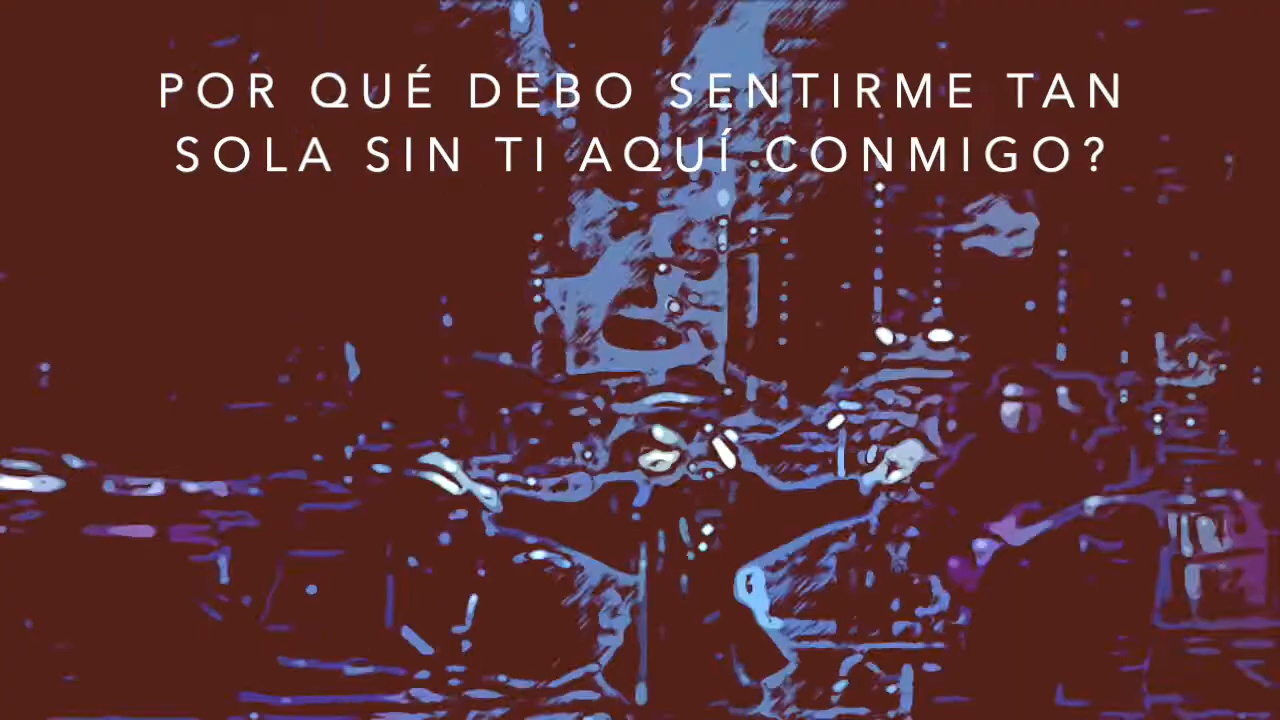 POR QUÉ DEBO SENTIRME TAN
SOLA SIN TI AQUÍ CONMIGO?